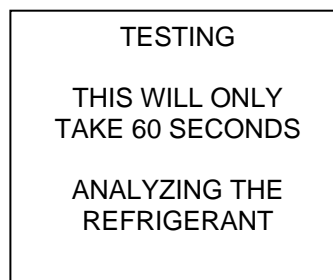 TESTING
THIS WILL ONLY
TAKE 60 SECONDS
ANALYZING THE
REFRIGERANT